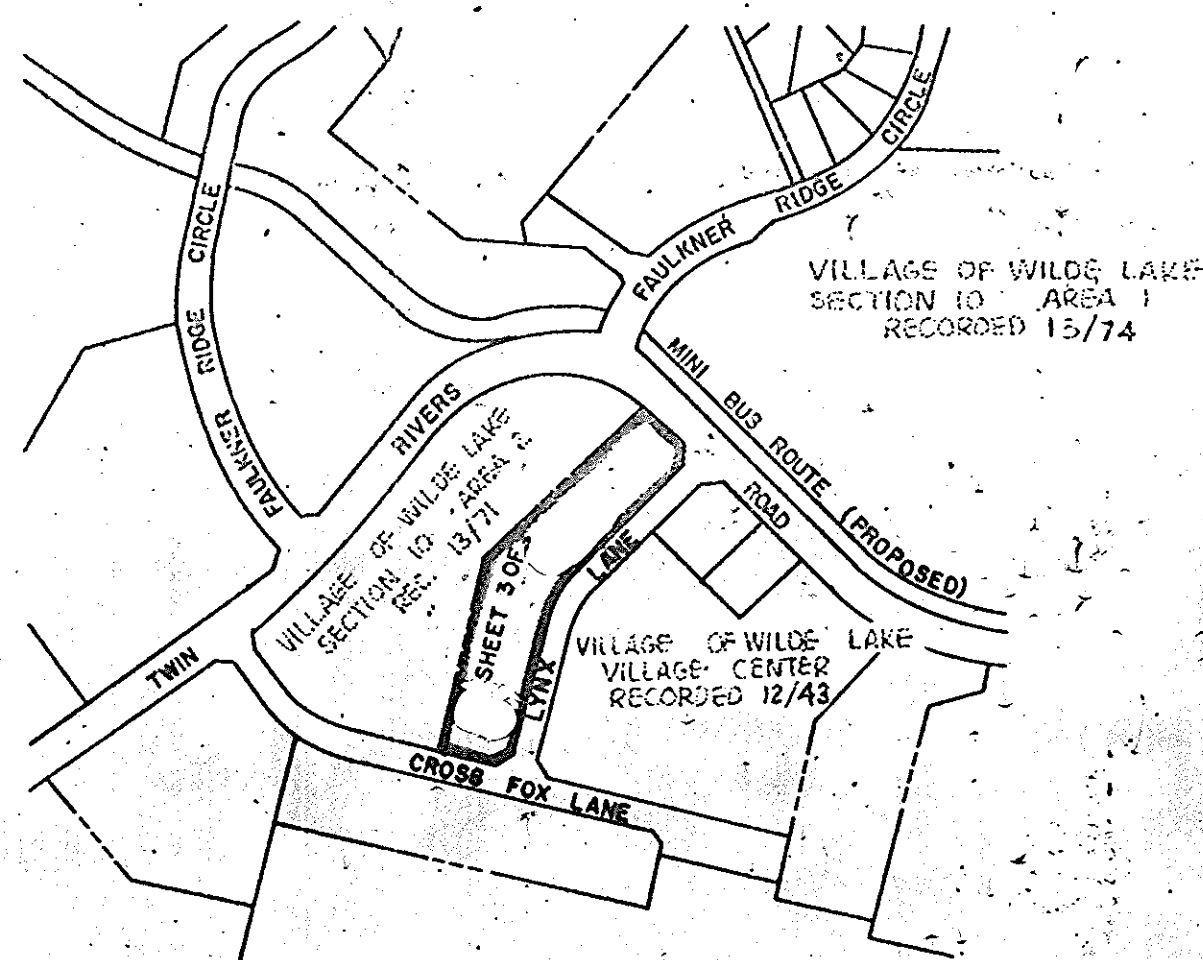 CIRCLE
RIDGE
FAULKNER
FAULKNER RIDGE CIRCLE
VILLAGE OF WILDE LAKE
SECTION 10 AREA 1
RECORDED 15/74
MINI BUS ROUTE (PROPOSED)
TWIN RIVERS ROAD
VILLAGE OF WILDE LAKE
SECTION 10 AREA 2
REC. 13/71
SHEET 3 OF 3
LYNX LANE
VILLAGE OF WILDE LAKE
VILLAGE CENTER
RECORDED 12/43
CROSS FOX LANE